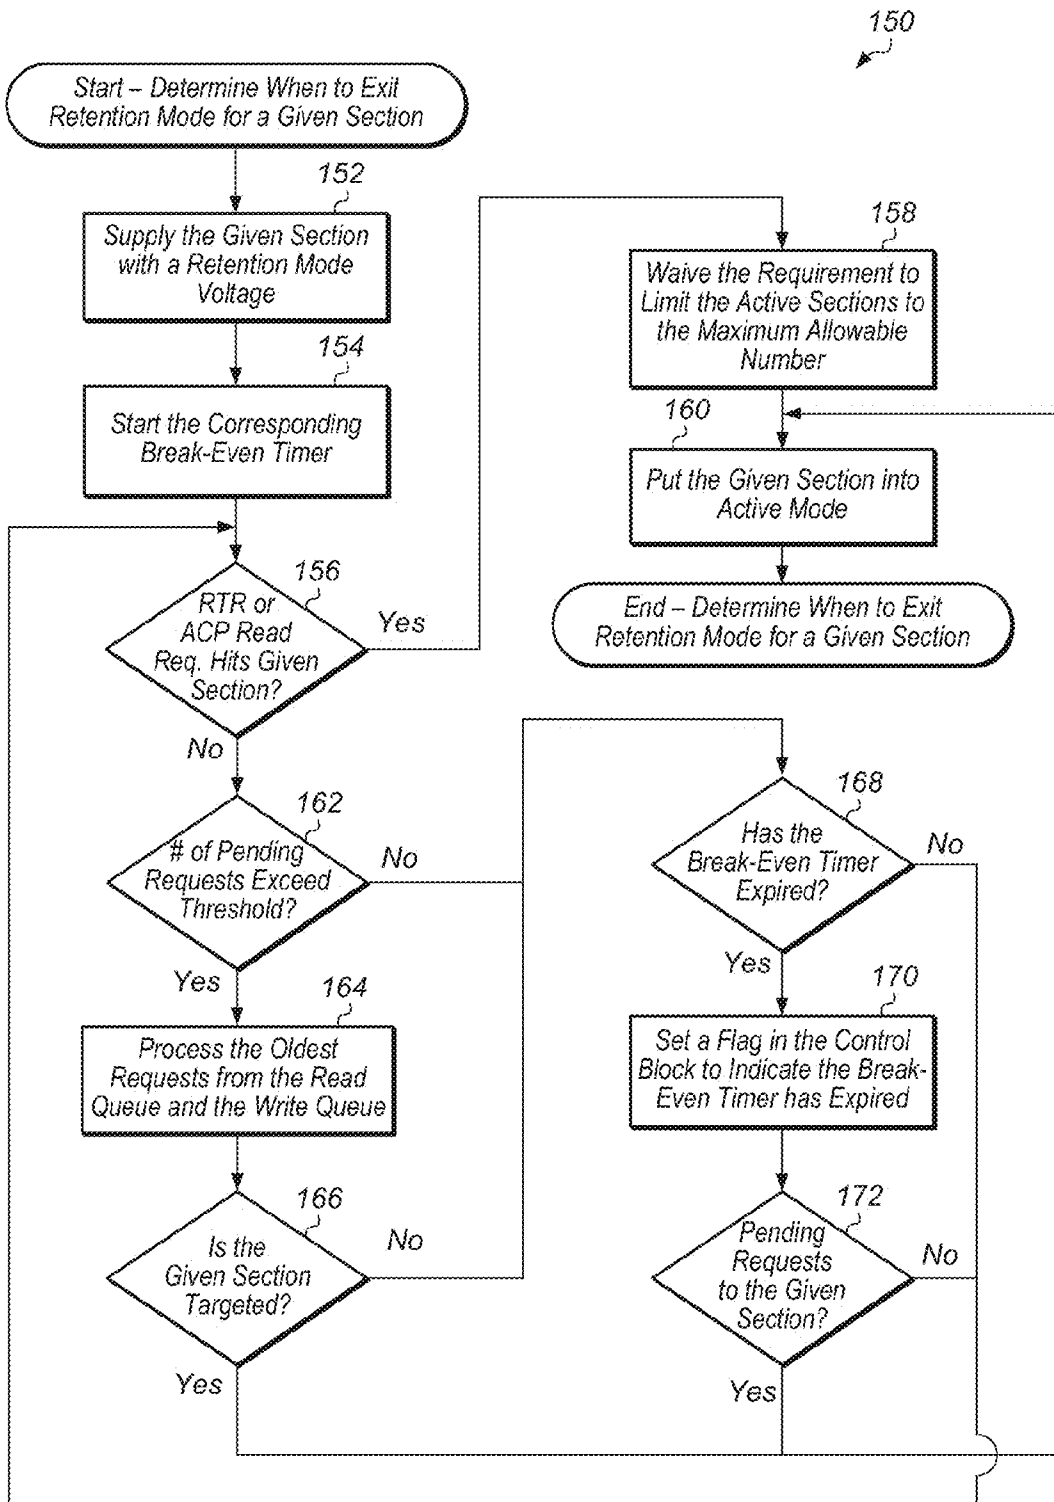 150
Start – Determine When to Exit
Retention Mode for a Given Section
152
Supply the Given Section
with a Retention Mode
Voltage
154
Start the Corresponding
Break-Even Timer
156
RTR or
ACP Read
Req. Hits Given
Section?
Yes
No
158
Waive the Requirement to
Limit the Active Sections to
the Maximum Allowable
Number
160
Put the Given Section into
Active Mode
End – Determine When to Exit
Retention Mode for a Given Section
162
# of Pending
Requests Exceed
Threshold?
No
Yes
164
Process the Oldest
Requests from the Read
Queue and the Write Queue
166
Is the
Given Section
Targeted?
No
Yes
168
Has the
Break-Even Timer
Expired?
No
Yes
170
Set a Flag in the Control
Block to Indicate the Break-
Even Timer has Expired
172
Pending
Requests
to the Given
Section?
No
Yes